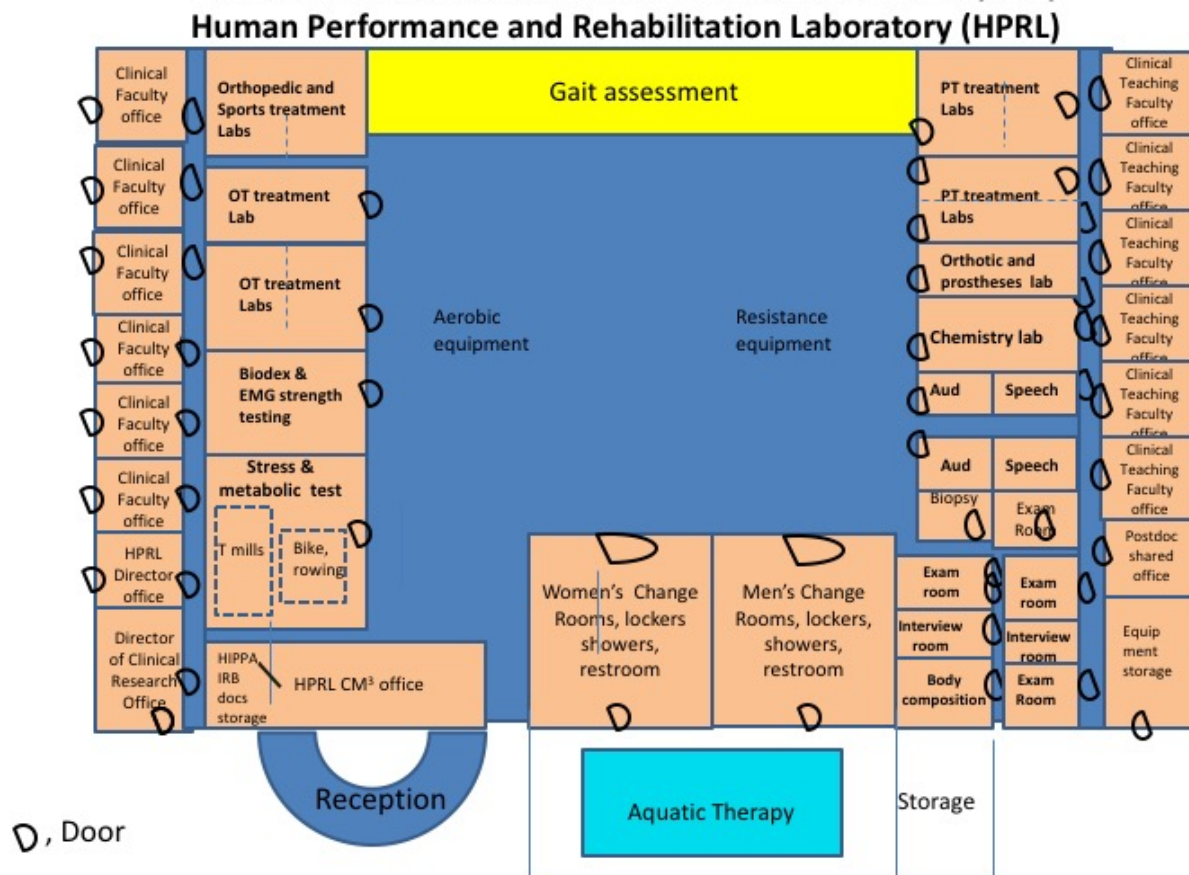 Human Performance and Rehabilitation Laboratory (HPRL)
Clinical
Faculty
office
Clinical
Faculty
office
Clinical
Faculty
office
Clinical
Faculty
office
Clinical
Faculty
office
Clinical
Faculty
office
HPRL
Director
office
Director
of Clinical
Research
Office
Orthopedic and
Sports treatment
Labs
OT treatment
Lab
OT treatment
Labs
Biodex &
EMG strength
testing
Stress &
metabolic test
T mills
Bike,
rowing
HIPPA
IRB
docs
storage
HPRL CM³ office
Reception
Gait assessment
Aerobic
equipment
Resistance
equipment
Women's Change
Rooms, lockers
showers,
restroom
Men's Change
Rooms, lockers,
showers,
restroom
Aquatic Therapy
Storage
PT treatment
Labs
PT treatment
Labs
Orthotic and
prostheses lab
Chemistry lab
Aud
Speech
Aud
Speech
Biopsy
Exam
Room
Exam
room
Interview
room
Body
composition
Exam
room
Interview
room
Exam
Room
Clinical
Teaching
Faculty
office
Clinical
Teaching
Faculty
office
Clinical
Teaching
Faculty
office
Clinical
Teaching
Faculty
office
Clinical
Teaching
Faculty
office
Clinical
Teaching
Faculty
office
Postdoc
shared
office
Equip
ment
storage
, Door